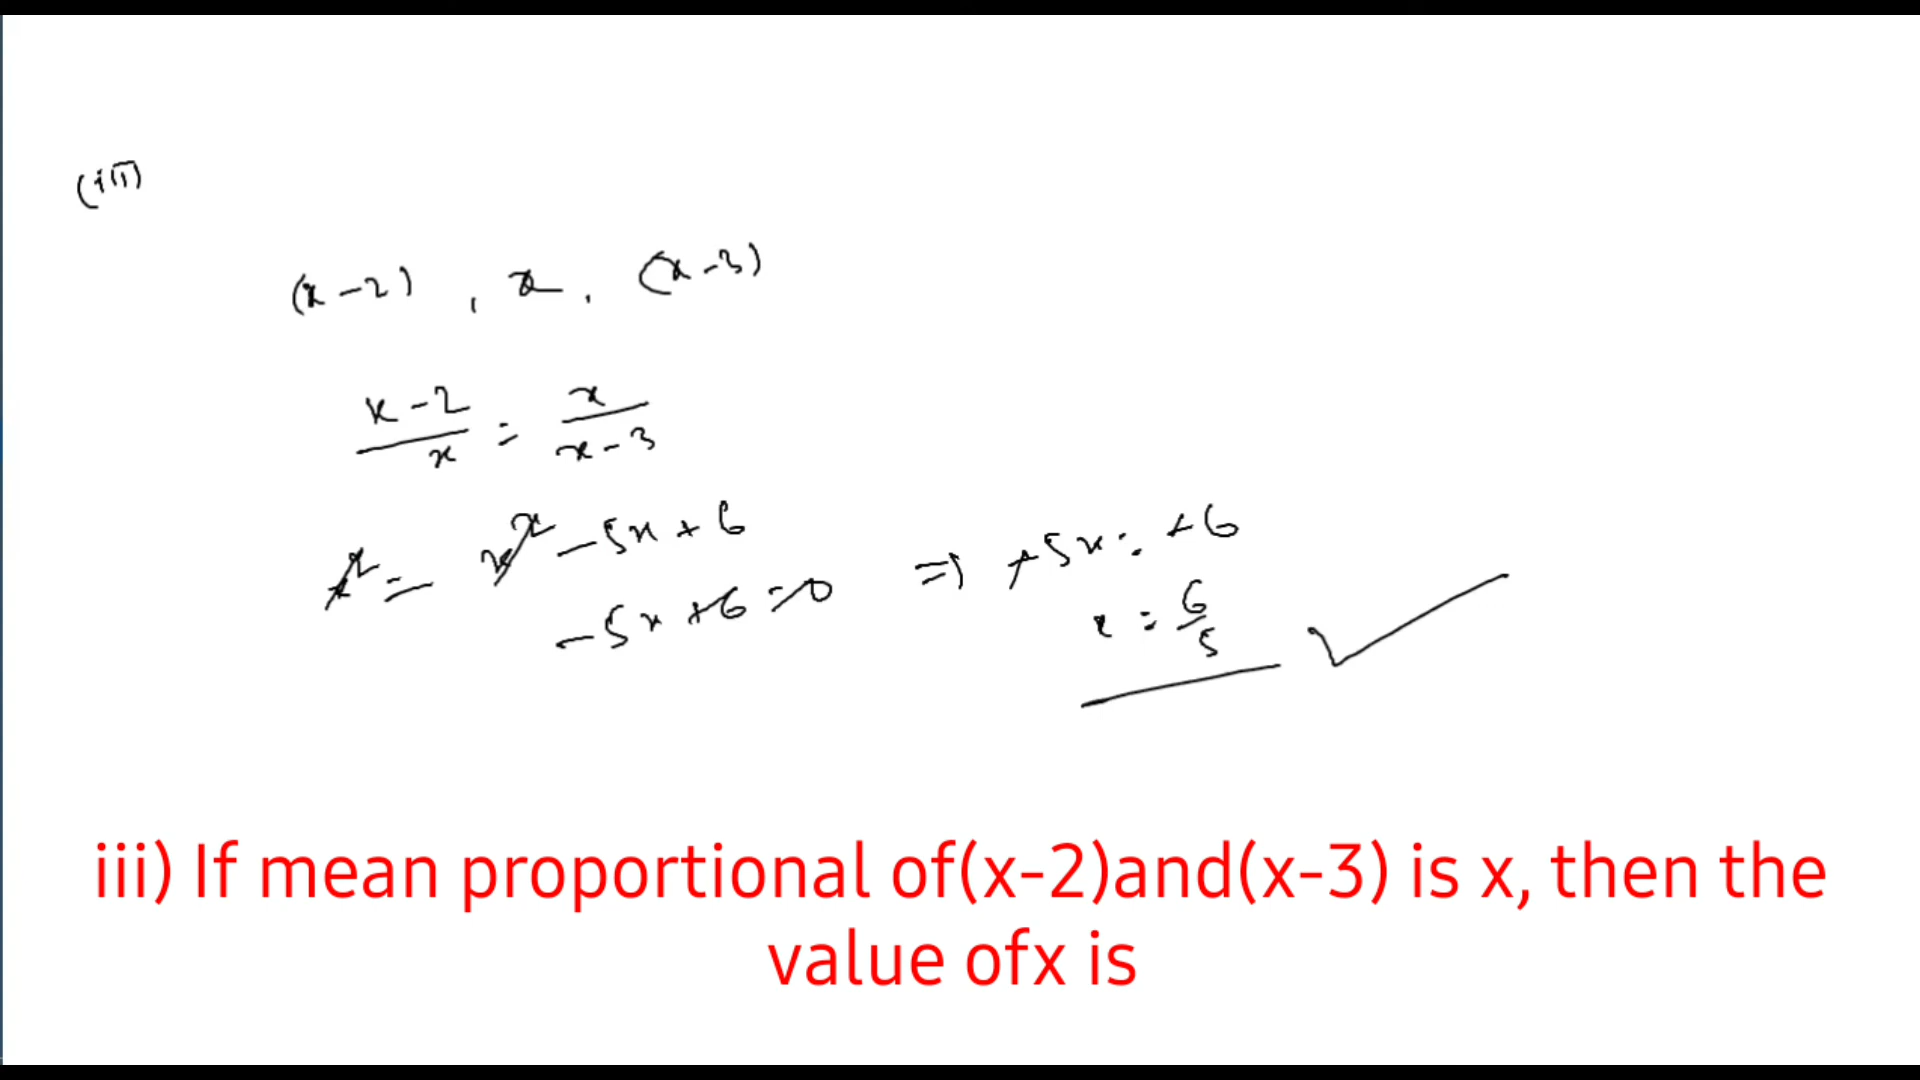 (iii)
(x-2) , x , (x-3)
x-2/x = x/x-3
x² = x² -5x+6
-5x+6=0 ⇒ +5x = +6
x = 6/5
iii) If mean proportional of(x-2)and(x-3) is x, then the
value ofx is